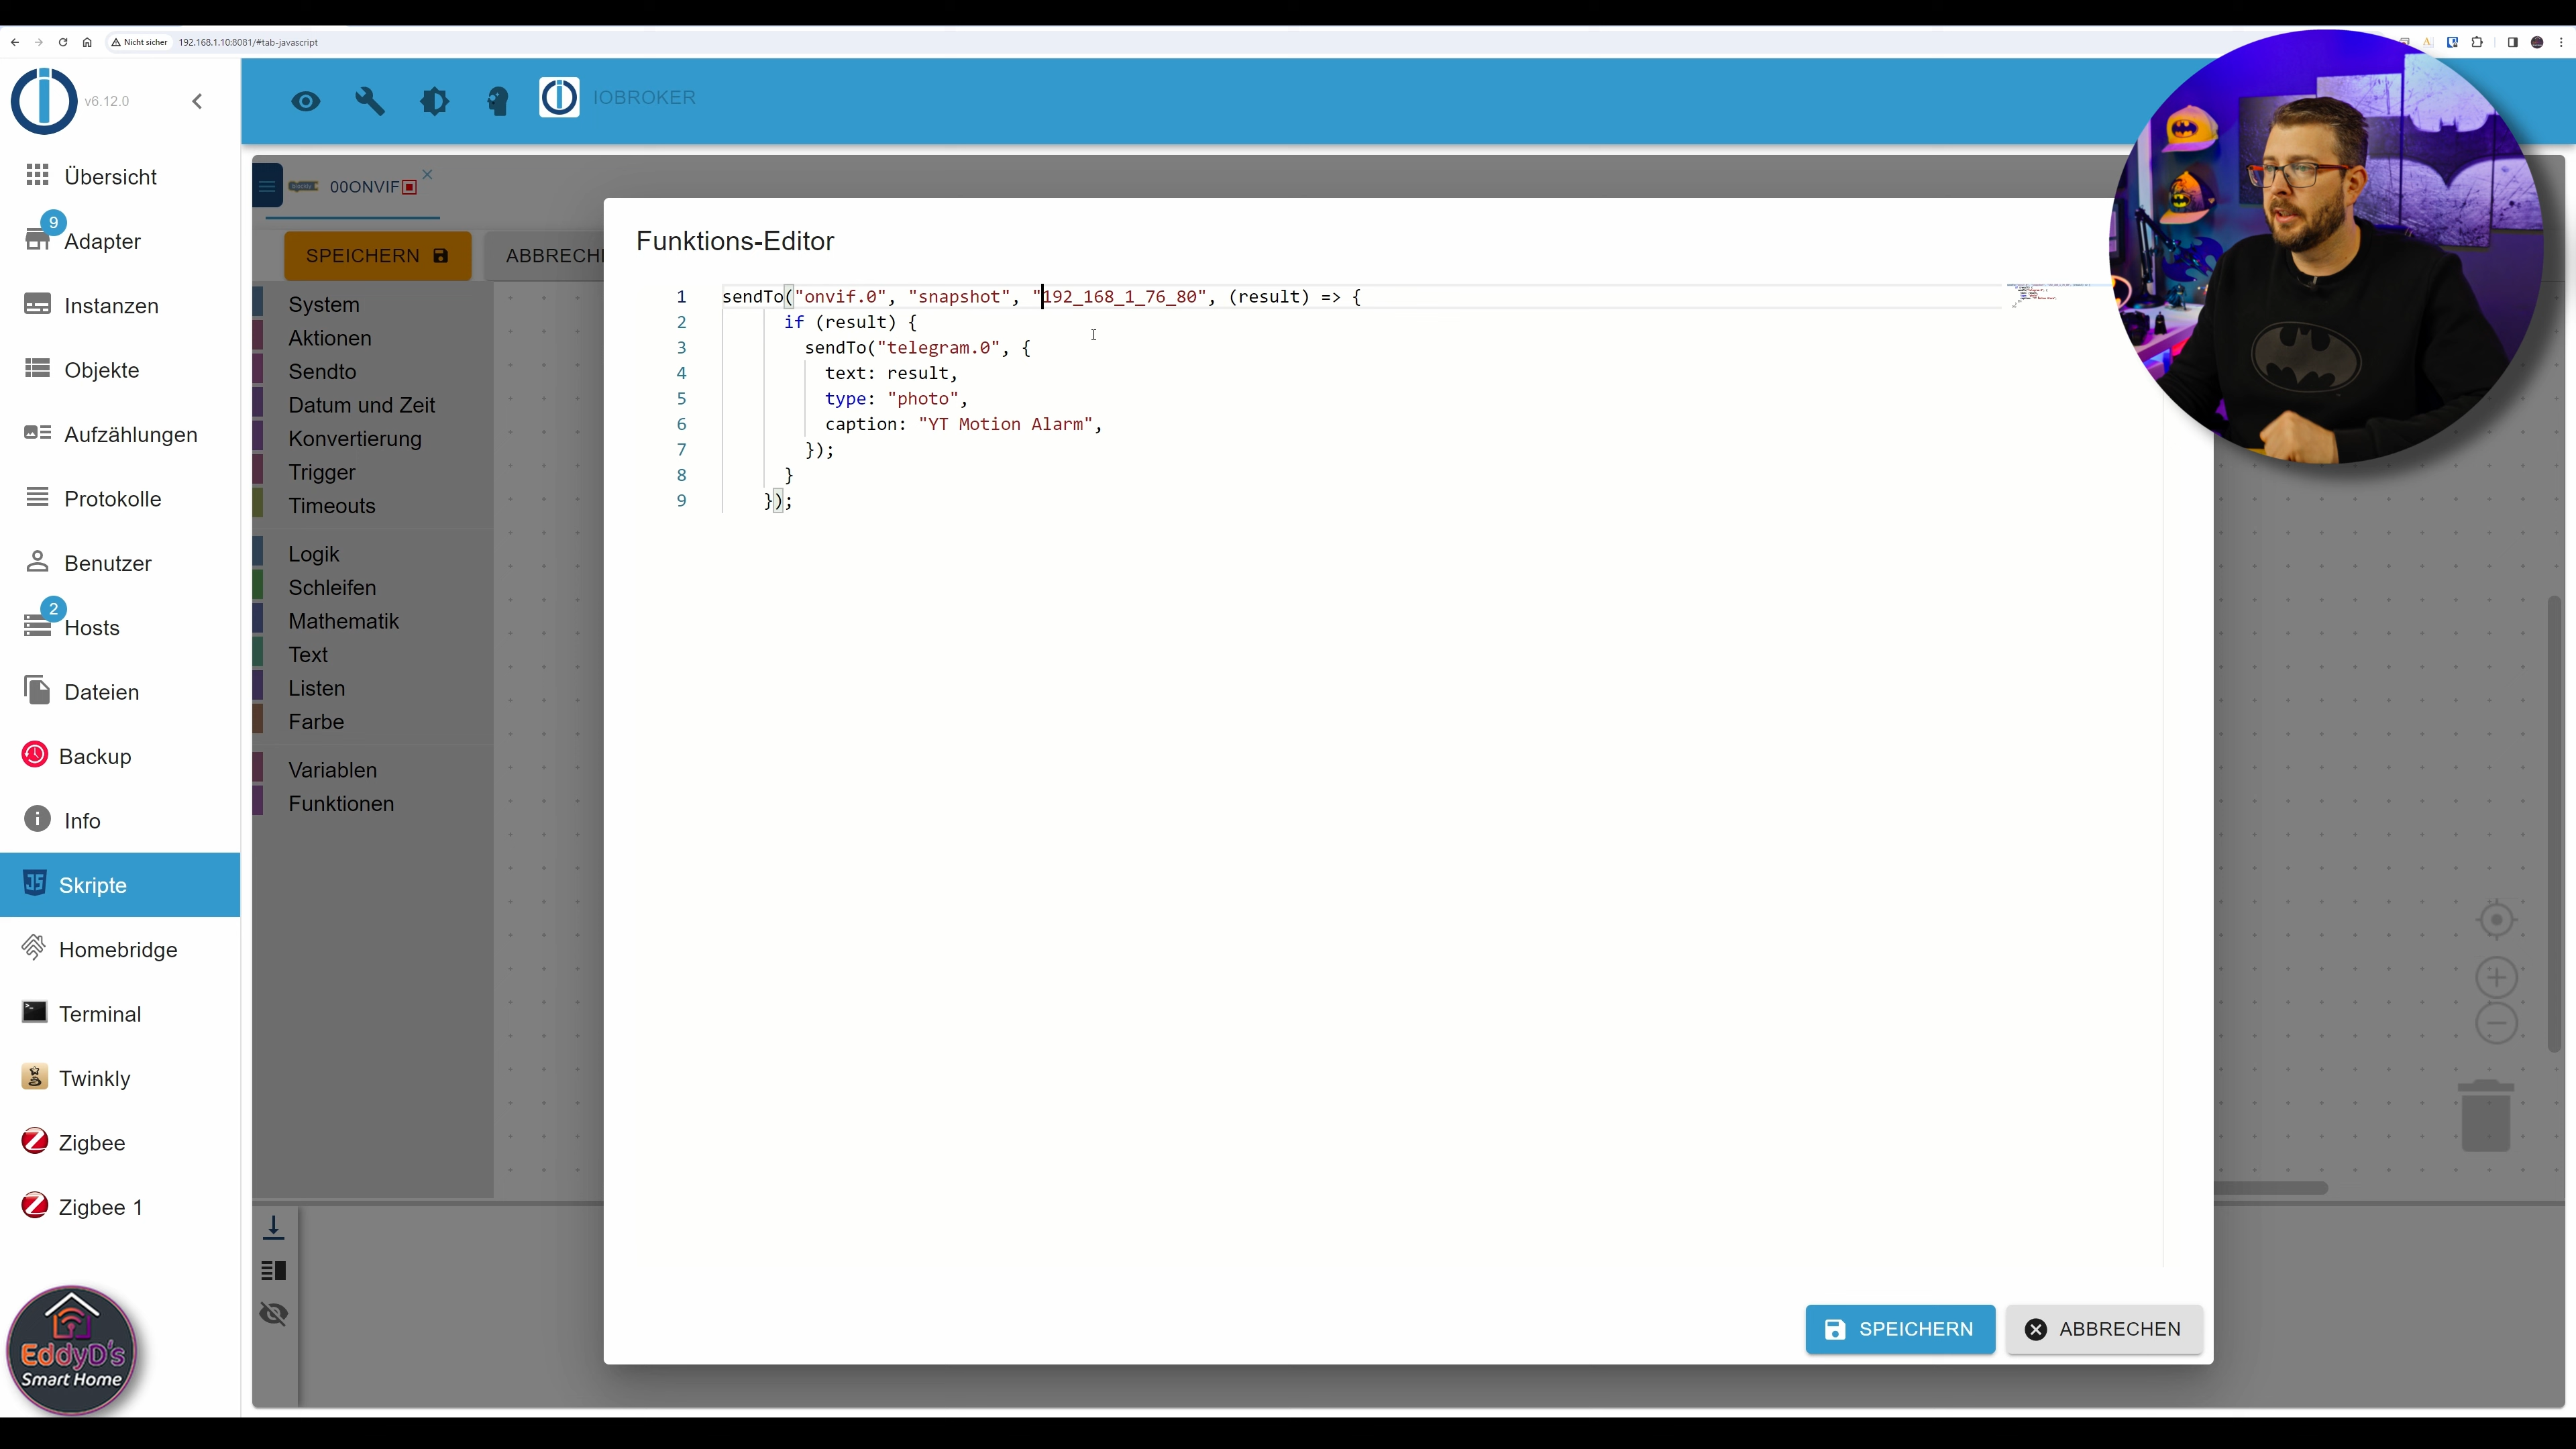 Nicht sicher 192.168.1.10:8081/#tab-javascript
v6.12.0
IOBROKER
Übersicht
9
Adapter
Instanzen
Objekte
Aufzählungen
Protokolle
Benutzer
2
Hosts
Dateien
Backup
Info
Skripte
Homebridge
Terminal
Twinkly
Zigbee
Zigbee 1
EddyD's
Smart Home
00ONVIF
SPEICHERN
ABBRECHE
System
Aktionen
Sendto
Datum und Zeit
Konvertierung
Trigger
Timeouts
Logik
Schleifen
Mathematik
Text
Listen
Farbe
Variablen
Funktionen
Funktions-Editor
1 sendTo("onvif.0", "snapshot", "192_168_1_76_80", (result) => {
2 if (result) {
3 sendTo("telegram.0", {
4 text: result,
5 type: "photo",
6 caption: "YT Motion Alarm",
7 });
8 }
9 });
SPEICHERN
ABBRECHEN